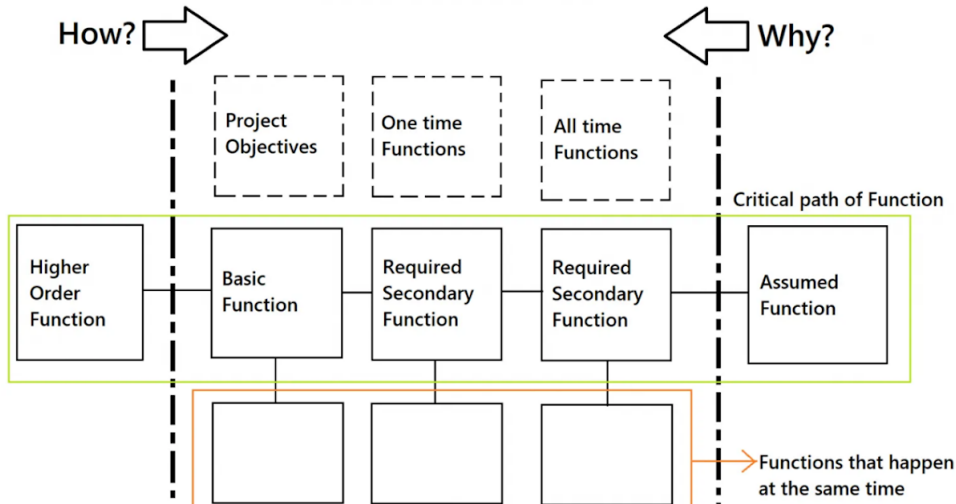 How?
Why?
Project
Objectives
One time
Functions
All time
Functions
Critical path of Function
Higher
Order
Function
Basic
Function
Required
Secondary
Function
Required
Secondary
Function
Assumed
Function
Functions that happen
at the same time